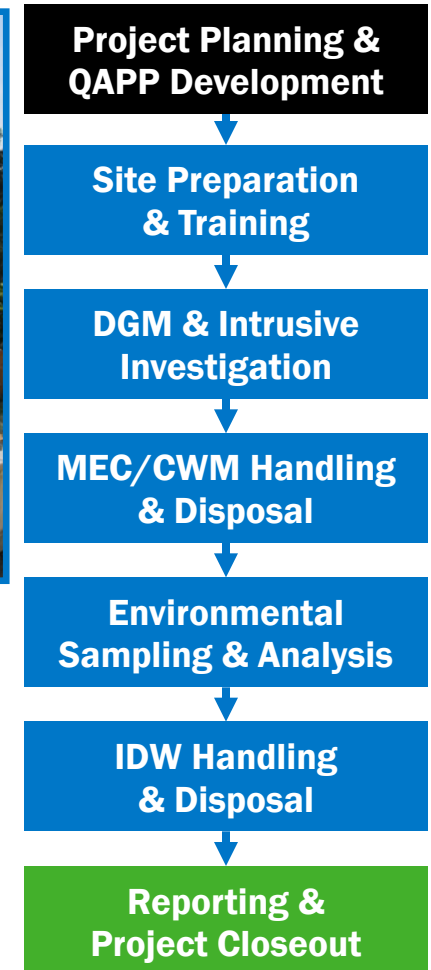 Project Planning &
QAPP Development
Site Preparation
& Training
DGM & Intrusive
Investigation
MEC/CWM Handling
& Disposal
Environmental
Sampling & Analysis
IDW Handling
& Disposal
Reporting &
Project Closeout